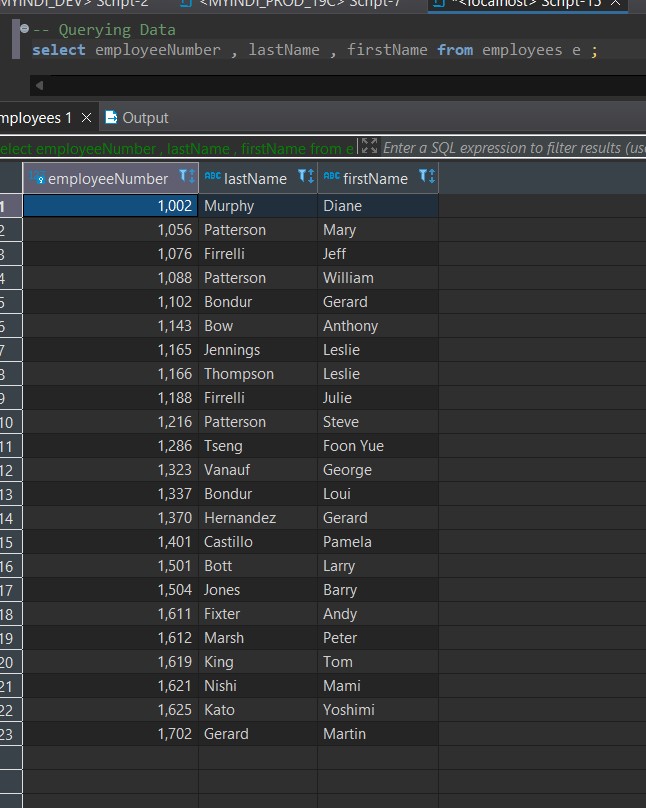 MYINDI_DEV> Script-2 <MYINDI_PROD_19C> Script-7 *<localhost> Script-15
-- Querying Data
select employeeNumber , lastName , firstName from employees e ;
mployees 1 Output
elect employeeNumber , lastName , firstName from e Enter a SQL expression to filter results (use
employeeNumber ABC lastName ABC firstName
1 1,002 Murphy Diane
2 1,056 Patterson Mary
3 1,076 Firrelli Jeff
4 1,088 Patterson William
5 1,102 Bondur Gerard
6 1,143 Bow Anthony
7 1,165 Jennings Leslie
8 1,166 Thompson Leslie
9 1,188 Firrelli Julie
10 1,216 Patterson Steve
11 1,286 Tseng Foon Yue
12 1,323 Vanauf George
13 1,337 Bondur Loui
14 1,370 Hernandez Gerard
15 1,401 Castillo Pamela
16 1,501 Bott Larry
17 1,504 Jones Barry
18 1,611 Fixter Andy
19 1,612 Marsh Peter
20 1,619 King Tom
21 1,621 Nishi Mami
22 1,625 Kato Yoshimi
23 1,702 Gerard Martin